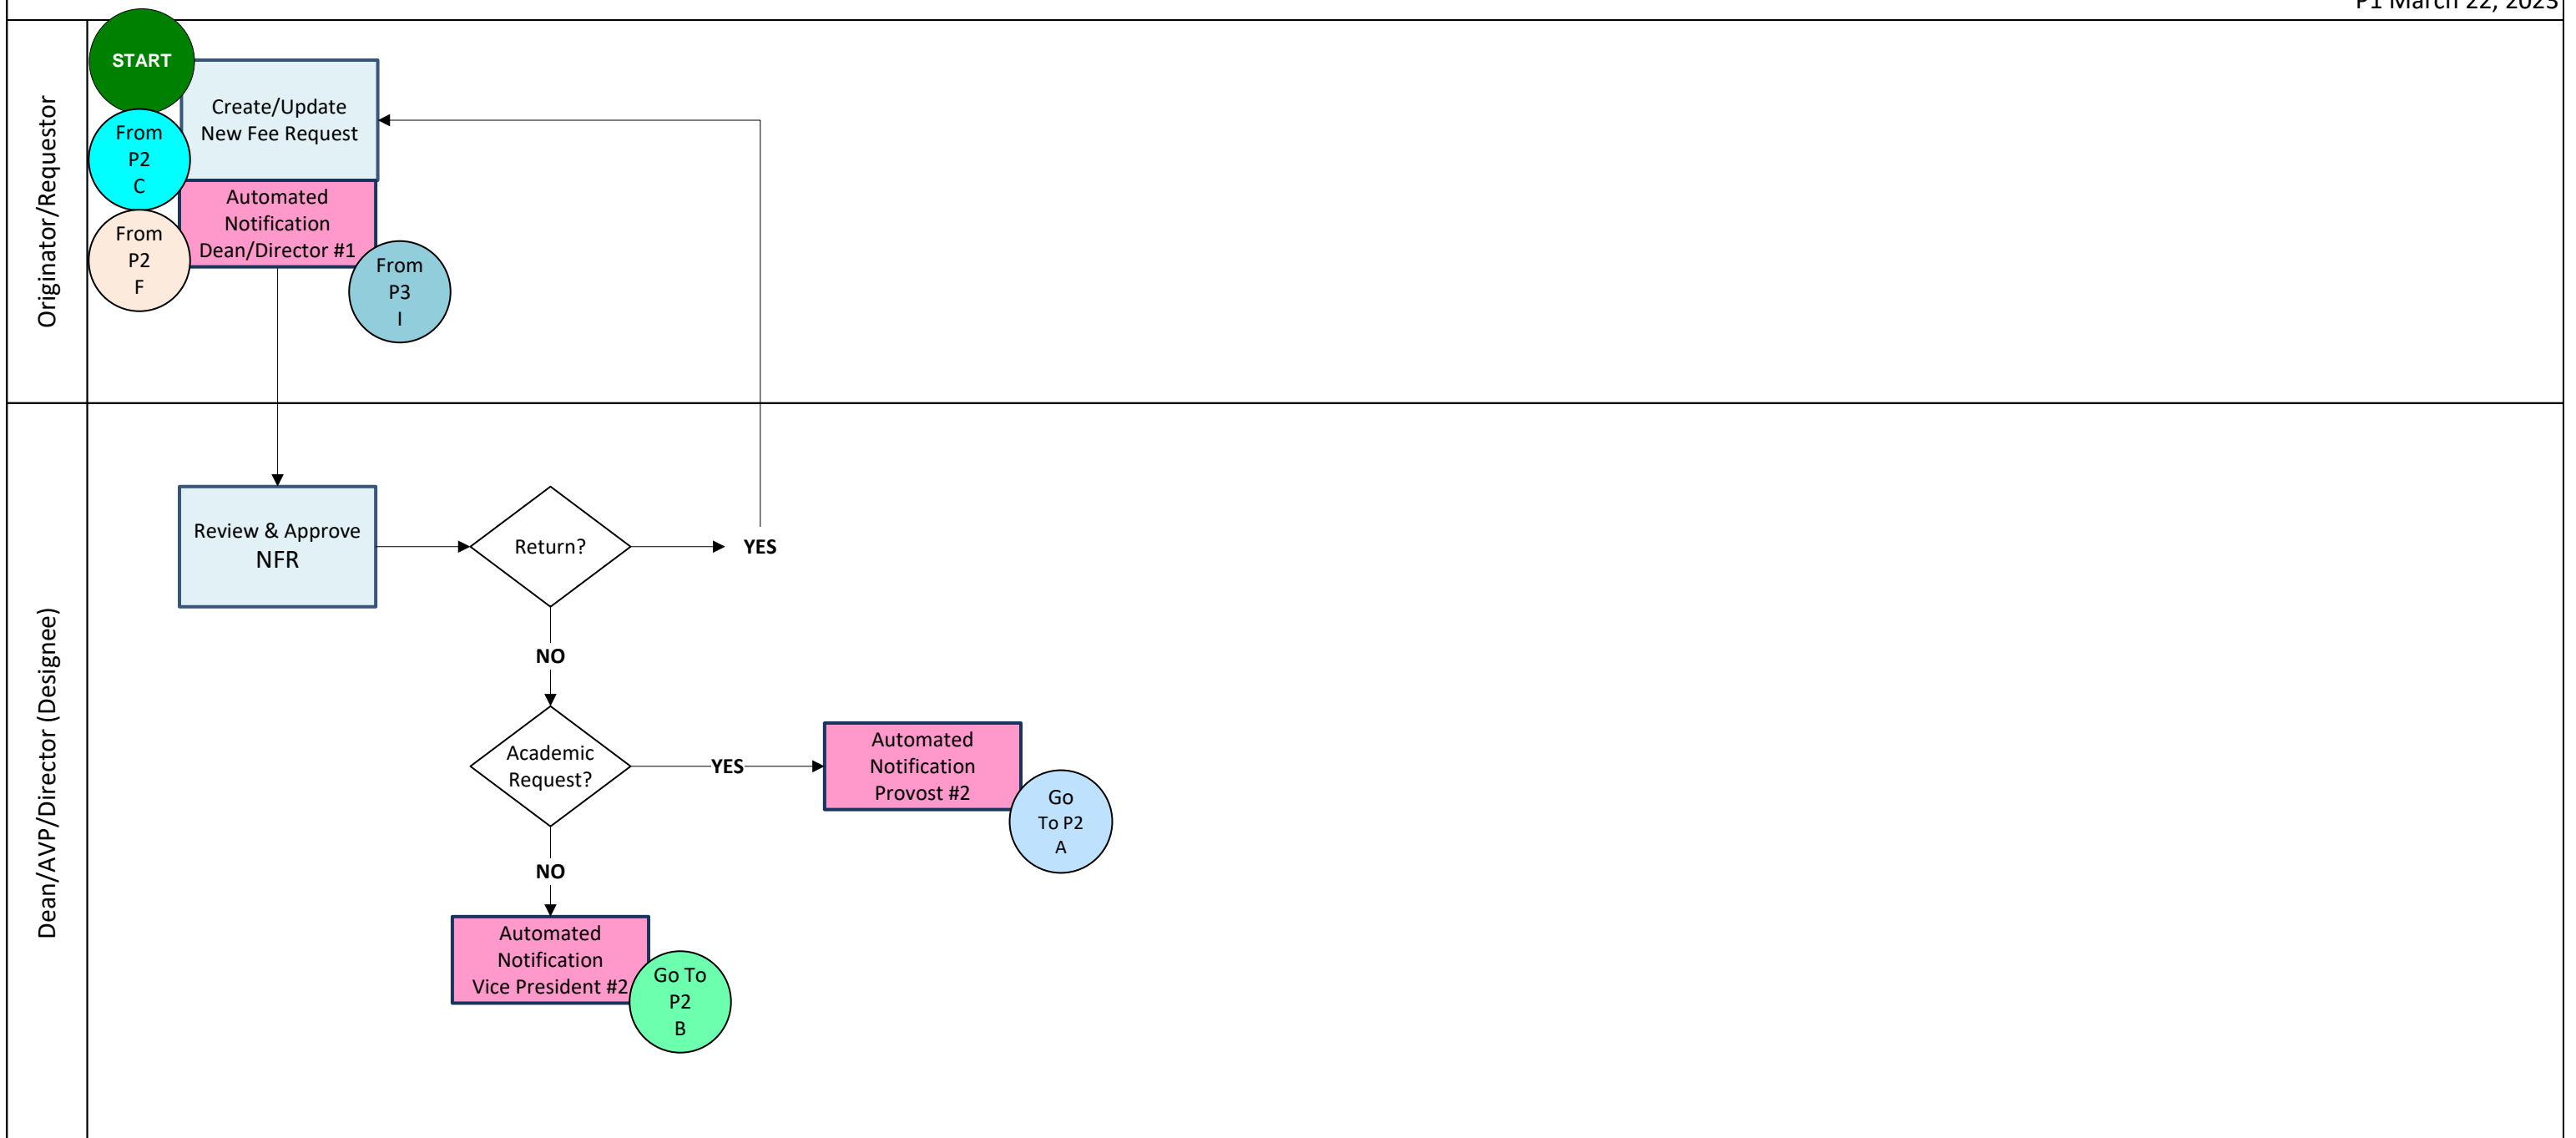 P1 March 22, 2023
Originator/Requestor
START
Create/Update
New Fee Request
From
P2
C
Automated
Notification
Dean/Director #1
From
P2
F
From
P3
I
Dean/AVP/Director (Designee)
Review & Approve
NFR
Return?
YES
NO
Academic
Request?
YES
Automated
Notification
Provost #2
Go
To P2
A
NO
Automated
Notification
Vice President #2
Go To
P2
B